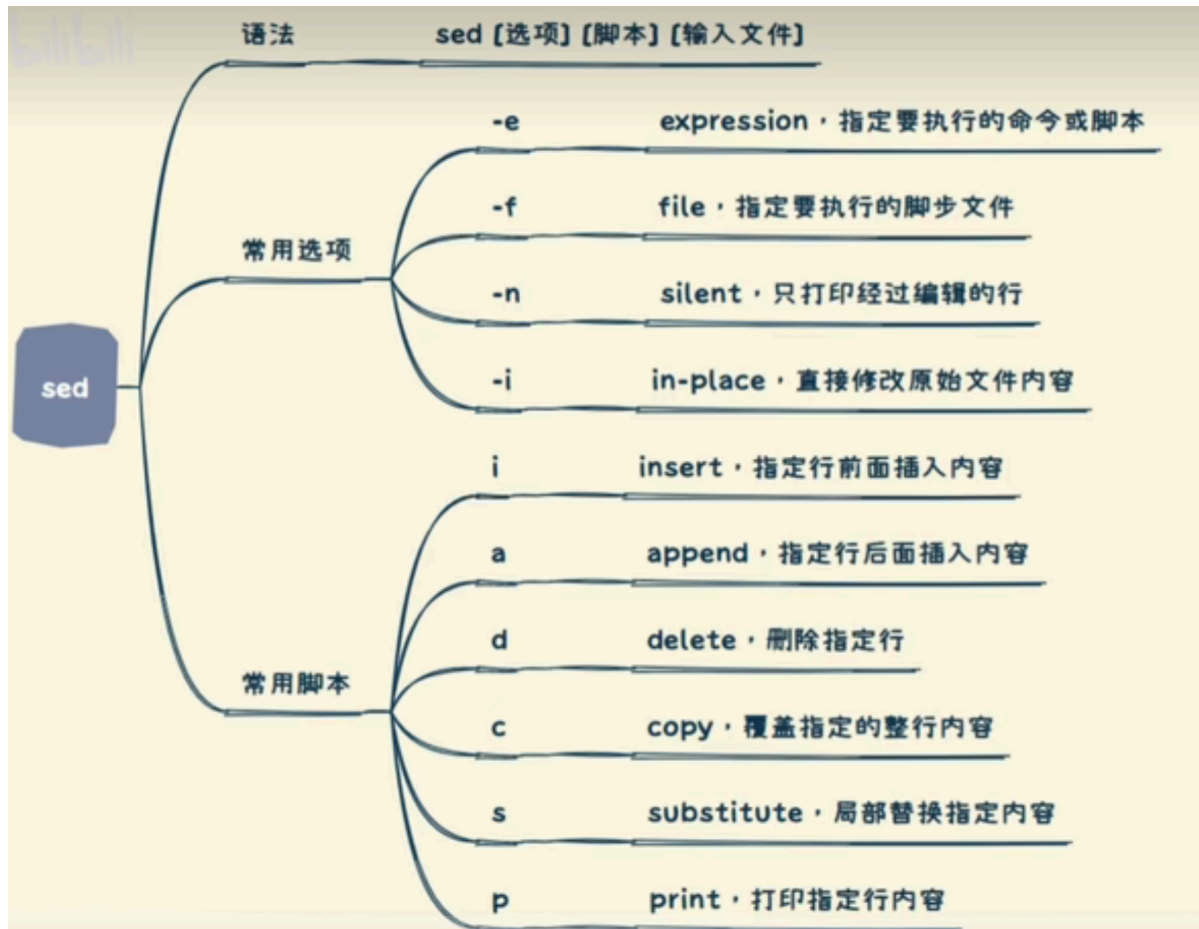 bilibili
语法 sed [选项] [脚本] [输入文件]
-e expression，指定要执行的命令或脚本
-f file，指定要执行的脚步文件
常用选项
-n silent，只打印经过编辑的行
-i in-place，直接修改原始文件内容
sed
i insert，指定行前面插入内容
a append，指定行后面插入内容
d delete，删除指定行
常用脚本
c copy，覆盖指定的整行内容
s substitute，局部替换指定内容
p print，打印指定行内容